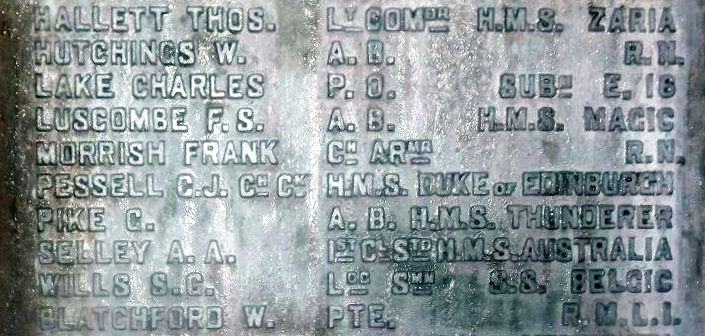 HALLETT THOS. LT COMDR H.M.S. ZARIA
HUTCHINGS W. A. B. R.N.
LAKE CHARLES P. O. SUBN E. 16
LUSCOMBE F. S. A. B. H.M.S. MAGIC
MORRISH FRANK CH ARMR R.N.
PESSELL C.J. CH CK H.M.S. DUKE OF EDINBURGH
PIKE C. A. B. H.M.S. THUNDERER
SELLEY A. A. 1ST CL STD H.M.S. AUSTRALIA
WILLS S.G. LDG SMN S.S. BELGIC
BLATCHFORD W. PTE. R.M.L.I.